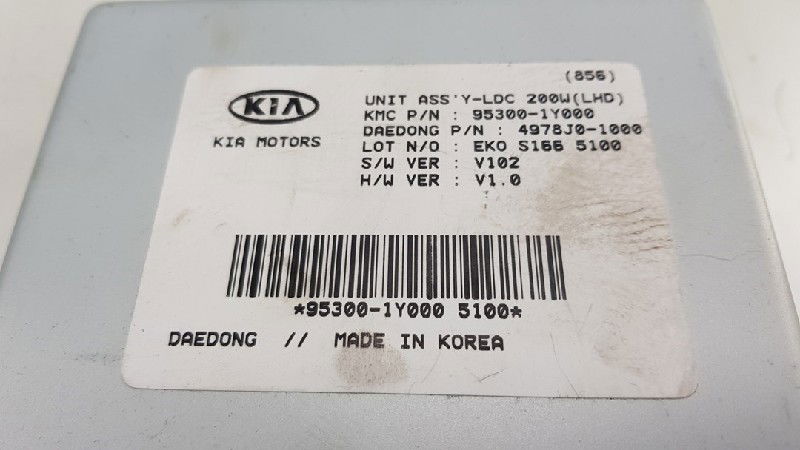 (856)
KIA
KIA MOTORS
UNIT ASS'Y-LDC 200W(LHD)
KMC P/N : 95300-1Y000
DAEDONG P/N : 4978J0-1000
LOT N/O : EKO S166 5100
S/W VER : V102
H/W VER : V1.0
*95300-1Y000 5100*
DAEDONG // MADE IN KOREA